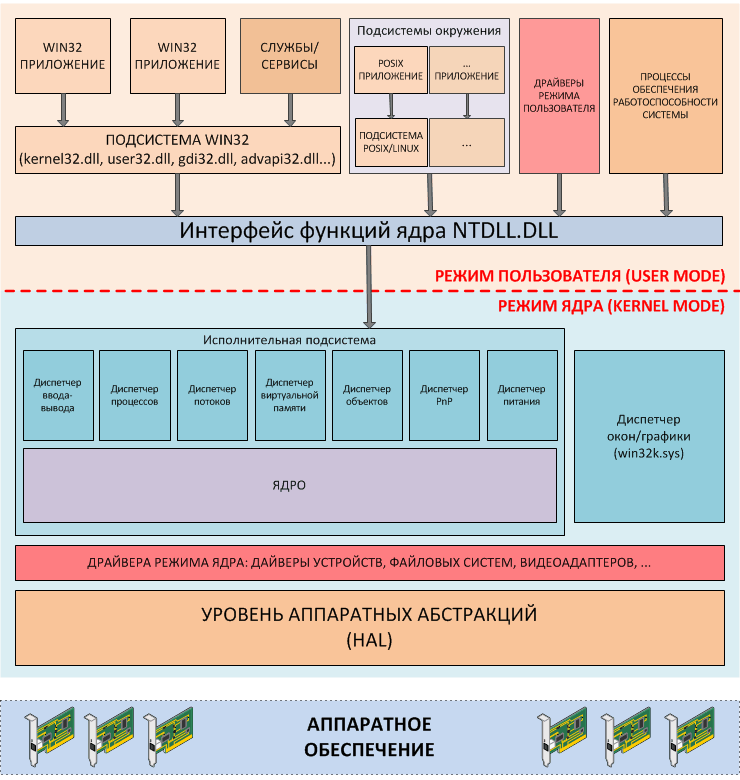 WIN32
ПРИЛОЖЕНИЕ
WIN32
ПРИЛОЖЕНИЕ
СЛУЖБЫ/
СЕРВИСЫ
Подсистемы окружения
POSIX
ПРИЛОЖЕНИЕ
...
ПРИЛОЖЕНИЕ
ПОДСИСТЕМА
POSIX/LINUX
...
ДРАЙВЕРЫ
РЕЖИМА
ПОЛЬЗОВАТЕЛЯ
ПРОЦЕССЫ
ОБЕСПЕЧЕНИЯ
РАБОТОСПОСОБНОСТИ
СИСТЕМЫ
ПОДСИСТЕМА WIN32
(kernel32.dll, user32.dll, gdi32.dll, advapi32.dll...)
Интерфейс функций ядра NTDLL.DLL
РЕЖИМ ПОЛЬЗОВАТЕЛЯ (USER MODE)
РЕЖИМ ЯДРА (KERNEL MODE)
Исполнительная подсистема
Диспетчер
ввода-
вывода
Диспетчер
процессов
Диспетчер
потоков
Диспетчер
виртуальной
памяти
Диспетчер
объектов
Диспетчер
PnP
Диспетчер
питания
Диспетчер
окон/графики
(win32k.sys)
ЯДРО
ДРАЙВЕРА РЕЖИМА ЯДРА: ДАЙВЕРЫ УСТРОЙСТВ, ФАЙЛОВЫХ СИСТЕМ, ВИДЕОАДАПТЕРОВ, ...
УРОВЕНЬ АППАРАТНЫХ АБСТРАКЦИЙ
(HAL)
АППАРАТНОЕ
ОБЕСПЕЧЕНИЕ